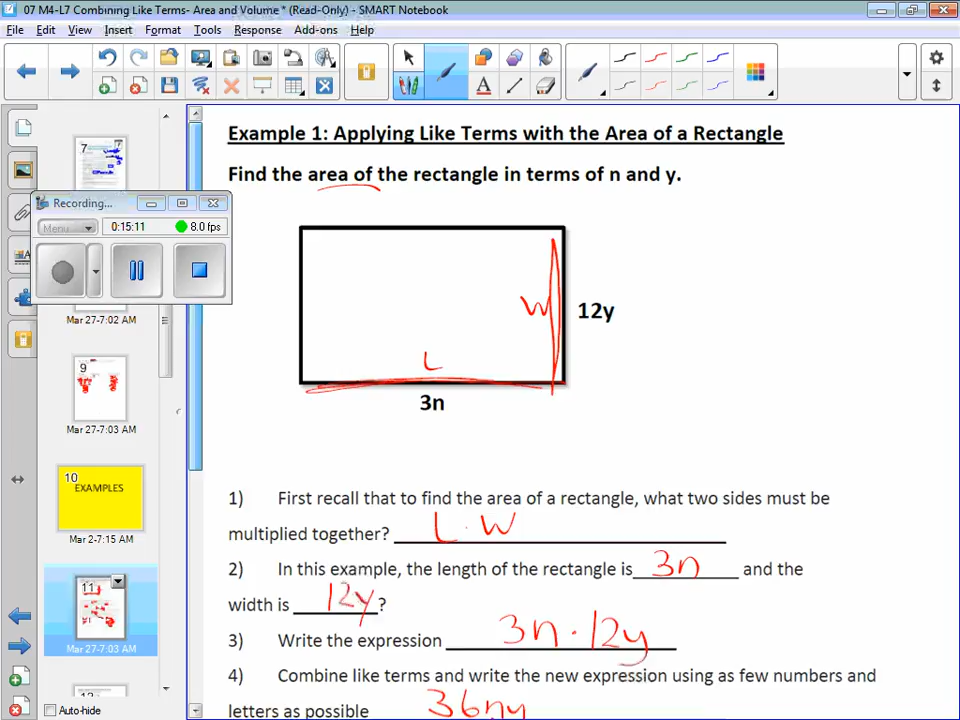 07 M4-L7 Combining Like Terms- Area and Volume * (Read-Only) - SMART Notebook
File Edit View Insert Format Tools Response Add-ons Help
Example 1: Applying Like Terms with the Area of a Rectangle
Find the area of the rectangle in terms of n and y.
7
Recording...
Menu
0:15:11
8.0 fps
Mar 27-7:02 AM
9
Mar 27-7:03 AM
10
EXAMPLES
Mar 2-7:15 AM
11
Mar 27-7:03 AM
Auto-hide
W
12y
L
3n
1) First recall that to find the area of a rectangle, what two sides must be
multiplied together? L · W
2) In this example, the length of the rectangle is 3n and the
width is 12y ?
3) Write the expression 3n · 12y
4) Combine like terms and write the new expression using as few numbers and
letters as possible 36ny